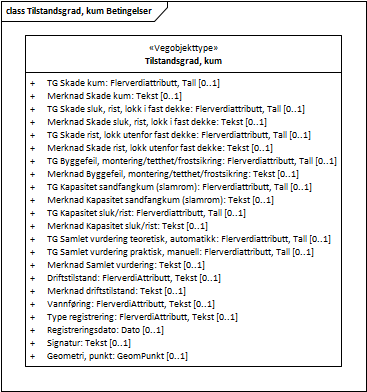 class Tilstandsgrad, kum Betingelser
«Vegobjekttype»
Tilstandsgrad, kum
+ TG Skade kum: Flerverdiattributt, Tall [0..1]
+ Merknad Skade kum: Tekst [0..1]
+ TG Skade sluk, rist, lokk i fast dekke: Flerverdiattributt, Tall [0..1]
+ Merknad Skade sluk, rist, lokk i fast dekke: Tekst [0..1]
+ TG Skade rist, lokk utenfor fast dekke: Flerverdiattributt, Tall [0..1]
+ Merknad Skade rist, lokk utenfor fast dekke: Tekst [0..1]
+ TG Byggefeil, montering/tetthet/frostsikring: Flerverdiattributt, Tall [0..1]
+ Merknad Byggefeil, montering/tetthet/frostsikring: Tekst [0..1]
+ TG Kapasitet sandfangkum (slamrom): Flerverdiattributt, Tall [0..1]
+ Merknad Kapasitet sandfangkum (slamrom): Tekst [0..1]
+ TG Kapasitet sluk/rist: Flerverdiattributt, Tall [0..1]
+ Merknad Kapasitet sluk/rist: Tekst [0..1]
+ TG Samlet vurdering teoretisk, automatikk: Flerverdiattributt, Tall [0..1]
+ TG Samlet vurdering praktisk, manuell: Flerverdiattributt, Tall [0..1]
+ Merknad Samlet vurdering: Tekst [0..1]
+ Driftstilstand: FlerverdiAttributt, Tekst [0..1]
+ Merknad driftstilstand: Tekst [0..1]
+ Vannføring: FlerverdiAttributt, Tekst [0..1]
+ Type registrering: FlerverdiAttributt, Tekst [0..1]
+ Registreringsdato: Dato [0..1]
+ Signatur: Tekst [0..1]
+ Geometri, punkt: GeomPunkt [0..1]